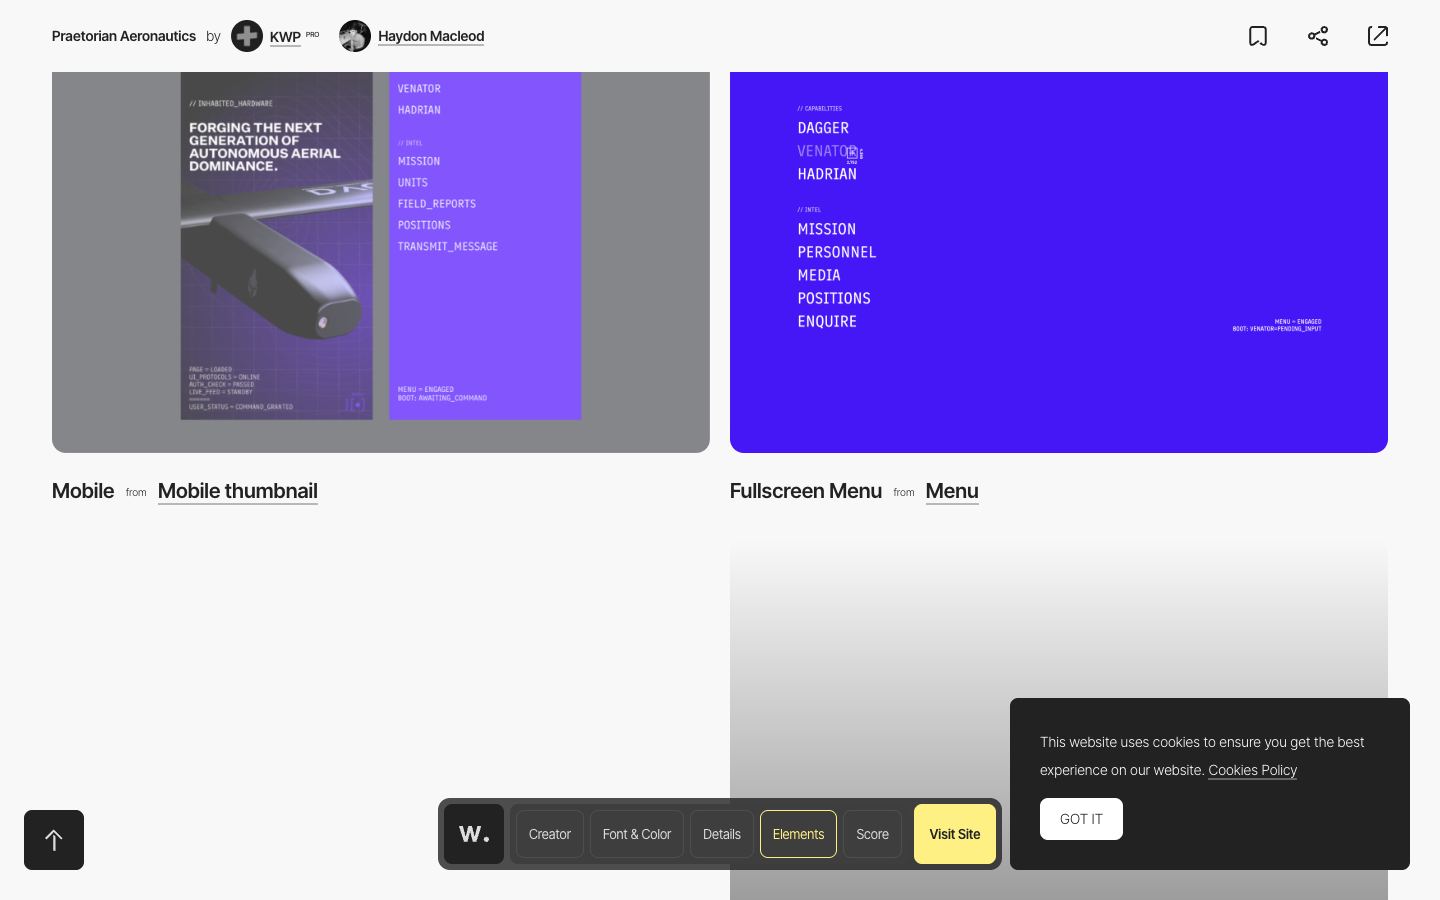 Praetorian Aeronautics by KWP PRO Haydon Macleod
// INHABITED_HARDWARE
FORGING THE NEXT
GENERATION OF
AUTONOMOUS AERIAL
DOMINANCE.
PAGE = LOADED
UI_PROTOCOLS = ONLINE
AUTH_CHECK = PASSED
LIVE_FEED = STANDBY
USER_STATUS = COMMAND_GRANTED
VENATOR
HADRIAN
// INTEL
MISSION
UNITS
FIELD_REPORTS
POSITIONS
TRANSMIT_MESSAGE
MENU = ENGAGED
BOOT: AWAITING_COMMAND
// CAPABILITIES
DAGGER
VENATOR
HADRIAN
// INTEL
MISSION
PERSONNEL
MEDIA
POSITIONS
ENQUIRE
MENU = ENGAGED
BOOT: VENATOR=PENDING_INPUT
Mobile from Mobile thumbnail
Fullscreen Menu from Menu
This website uses cookies to ensure you get the best
experience on our website. Cookies Policy
GOT IT
W. Creator Font & Color Details Elements Score Visit Site